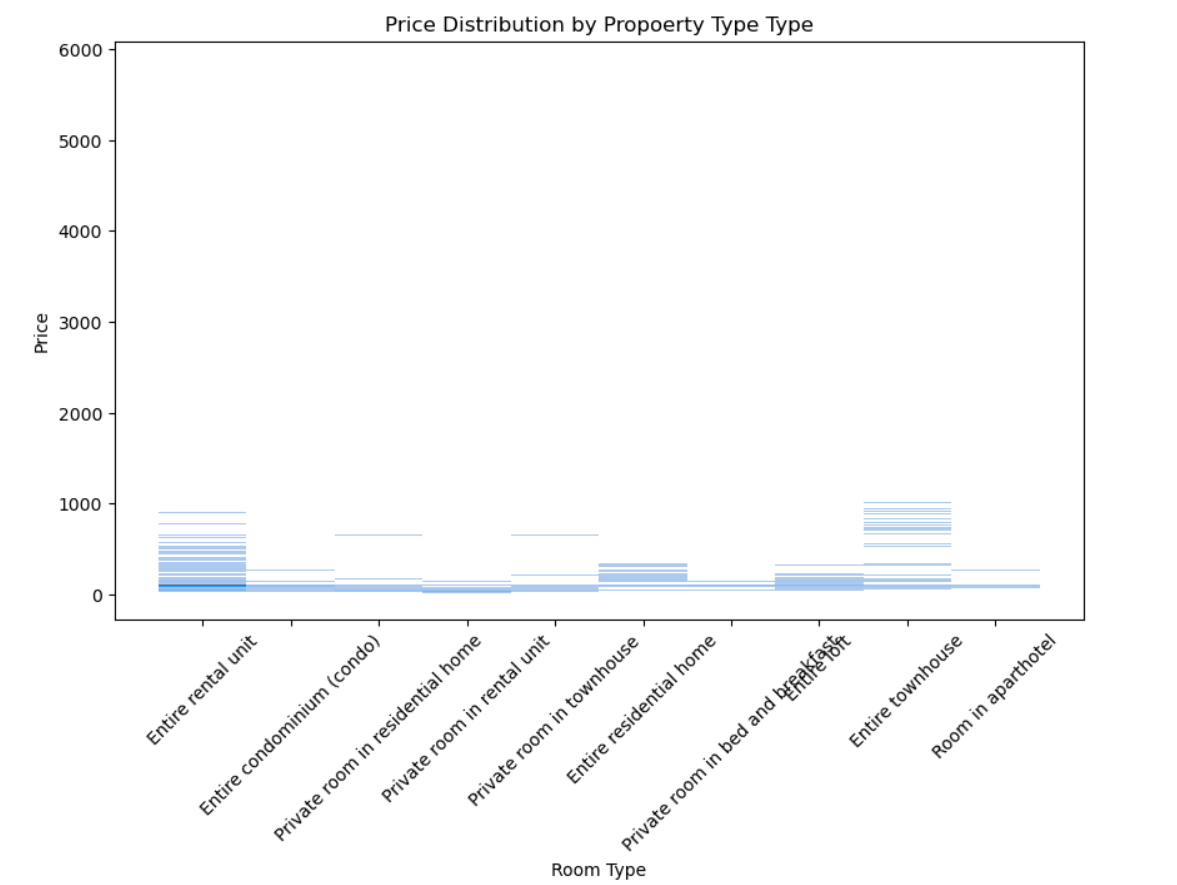 Price Distribution by Propoerty Type Type
6000
5000
4000
3000
2000
1000
0
Price
Entire rental unit
Entire condominium (condo)
Private room in residential home
Private room in rental unit
Private room in townhouse
Entire residential home
Private room in bed and breakfast
Entire loft
Entire townhouse
Room in aparthotel
Room Type